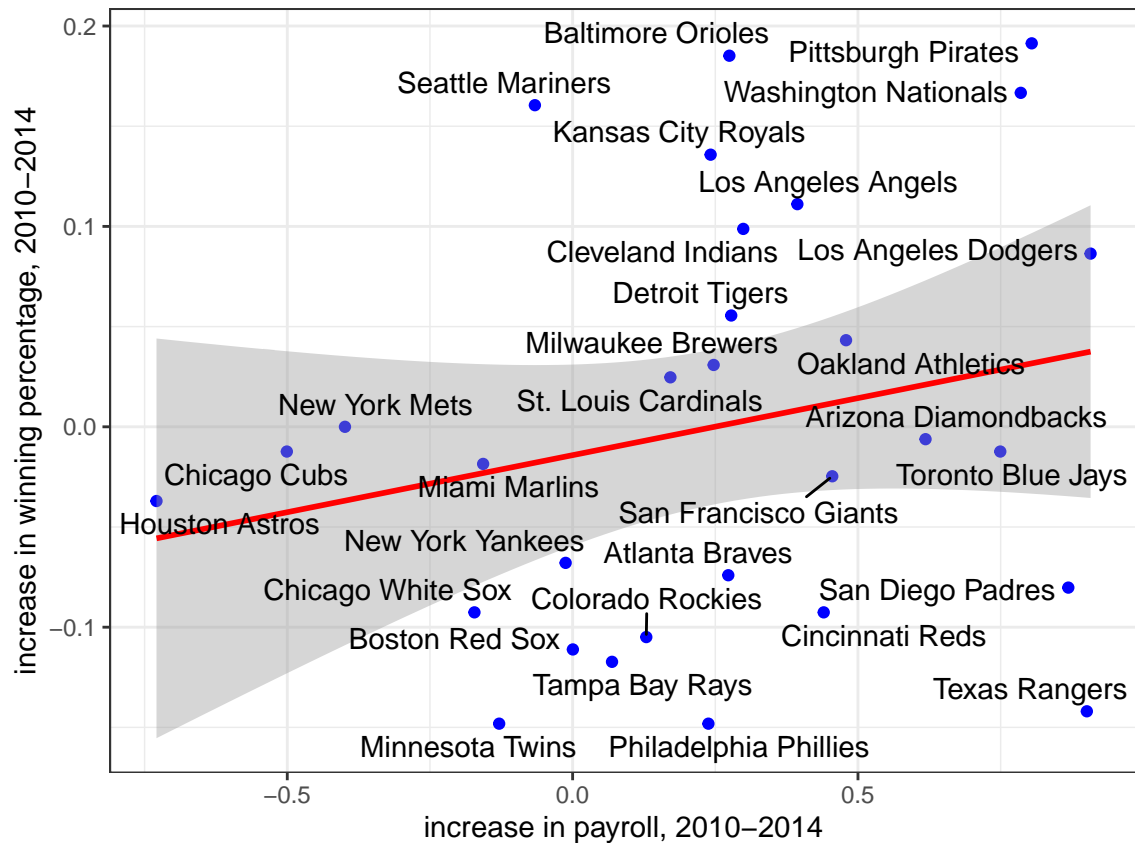 0.2
Baltimore Orioles
Pittsburgh Pirates
Seattle Mariners
Washington Nationals
Kansas City Royals
Los Angeles Angels
0.1
Cleveland Indians
Los Angeles Dodgers
Detroit Tigers
Milwaukee Brewers
Oakland Athletics
St. Louis Cardinals
New York Mets
Arizona Diamondbacks
0.0
Chicago Cubs
Toronto Blue Jays
Miami Marlins
San Francisco Giants
Houston Astros
New York Yankees
Atlanta Braves
Chicago White Sox
San Diego Padres
Colorado Rockies
−0.1
Boston Red Sox
Cincinnati Reds
Tampa Bay Rays
Texas Rangers
Minnesota Twins
Philadelphia Phillies
−0.5
0.0
0.5
increase in payroll, 2010−2014
increase in winning percentage, 2010−2014